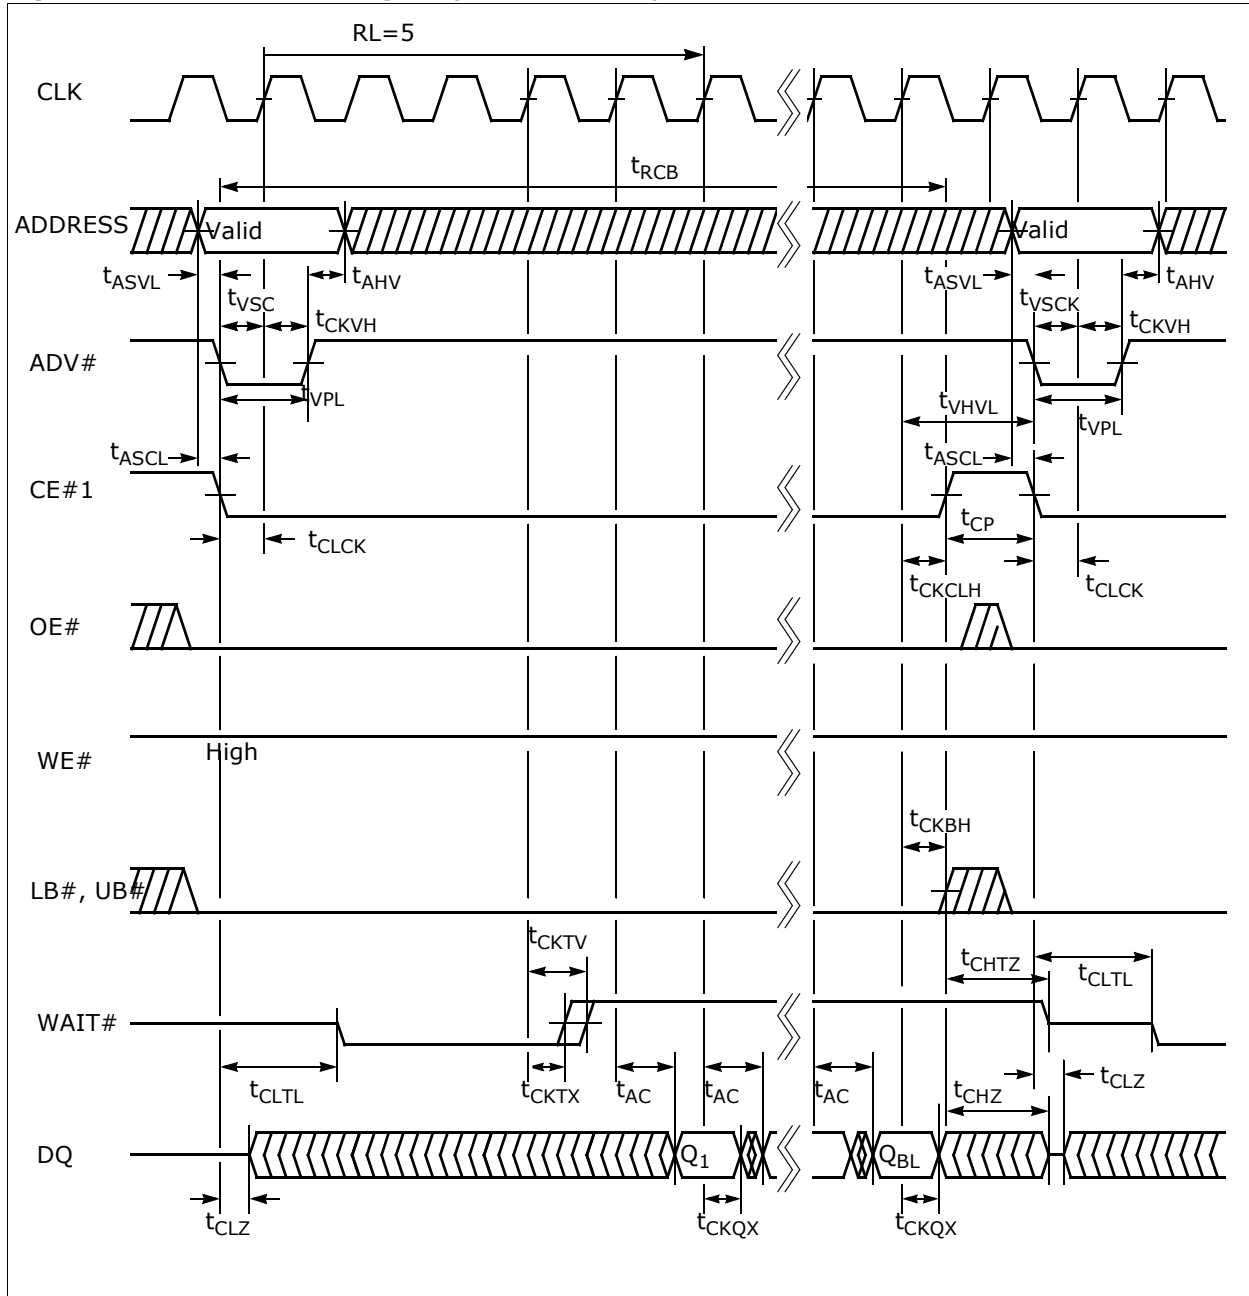 RL=5
CLK
tRCB
ADDRESS
Valid
Valid
tASVL
tAHV
tASVL
tAHV
tVSC
tVSCK
tCKVH
tCKVH
ADV#
tVPL
tVHVL
tVPL
tASCL
tASCL
CE#1
tCP
tCLCK
tCKCLH
tCLCK
OE#
High
WE#
tCKBH
LB#, UB#
tCKTV
tCHTZ
tCLTL
WAIT#
tCLTL
tCKTX
tAC
tAC
tAC
tCHZ
tCLZ
DQ
Q1
QBL
tCLZ
tCKQX
tCKQX